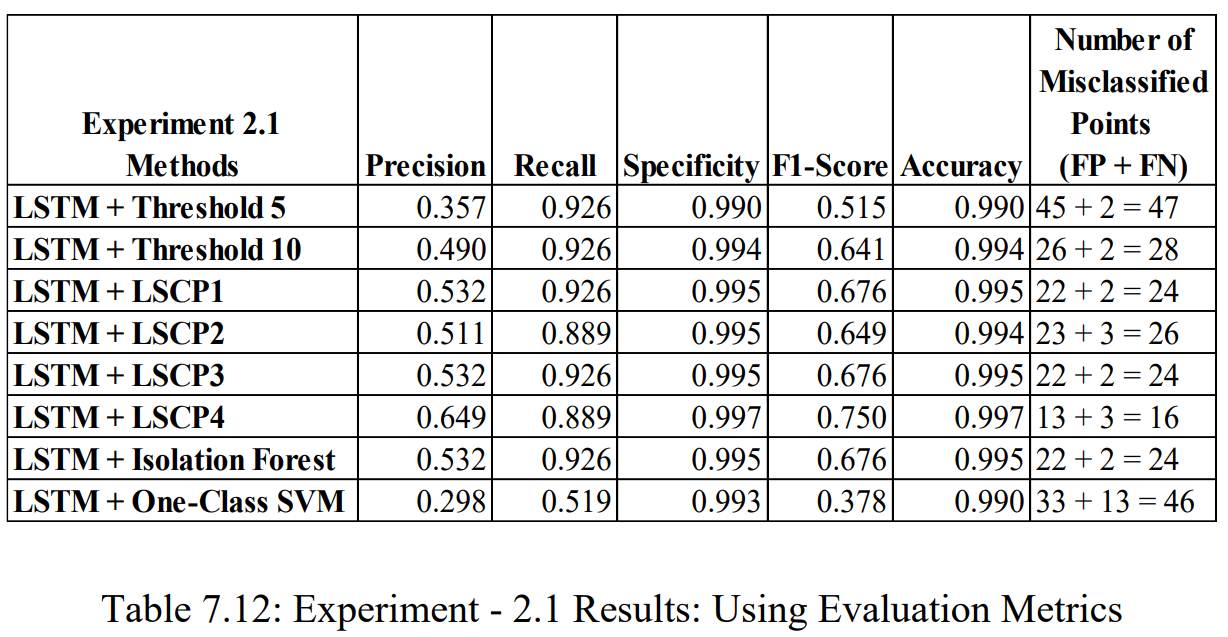 Experiment 2.1 Methods Precision Recall Specificity F1-Score Accuracy Number of Misclassified Points (FP + FN)
LSTM + Threshold 5 0.357 0.926 0.990 0.515 0.990 45 + 2 = 47
LSTM + Threshold 10 0.490 0.926 0.994 0.641 0.994 26 + 2 = 28
LSTM + LSCP1 0.532 0.926 0.995 0.676 0.995 22 + 2 = 24
LSTM + LSCP2 0.511 0.889 0.995 0.649 0.994 23 + 3 = 26
LSTM + LSCP3 0.532 0.926 0.995 0.676 0.995 22 + 2 = 24
LSTM + LSCP4 0.649 0.889 0.997 0.750 0.997 13 + 3 = 16
LSTM + Isolation Forest 0.532 0.926 0.995 0.676 0.995 22 + 2 = 24
LSTM + One-Class SVM 0.298 0.519 0.993 0.378 0.990 33 + 13 = 46
Table 7.12: Experiment - 2.1 Results: Using Evaluation Metrics